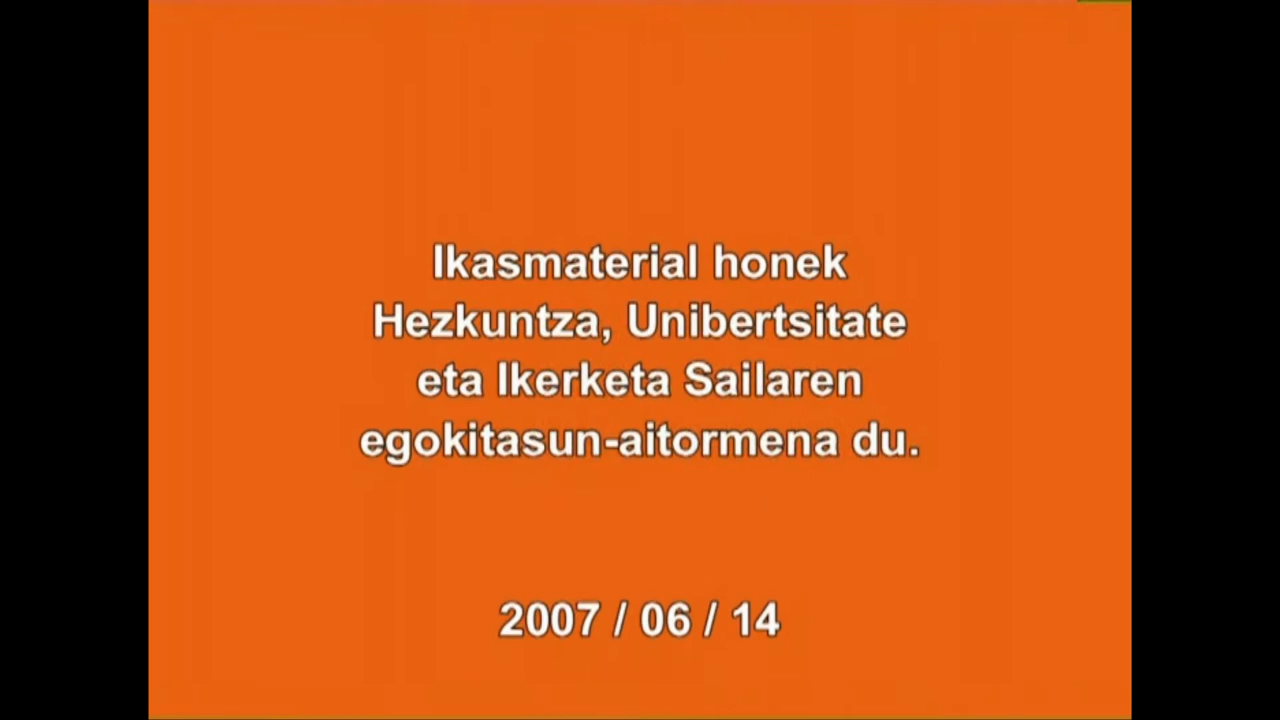 Ikasmaterial honek
Hezkuntza, Unibertsitate
eta Ikerketa Sailaren
egokitasun-aitormena du.
2007 / 06 / 14